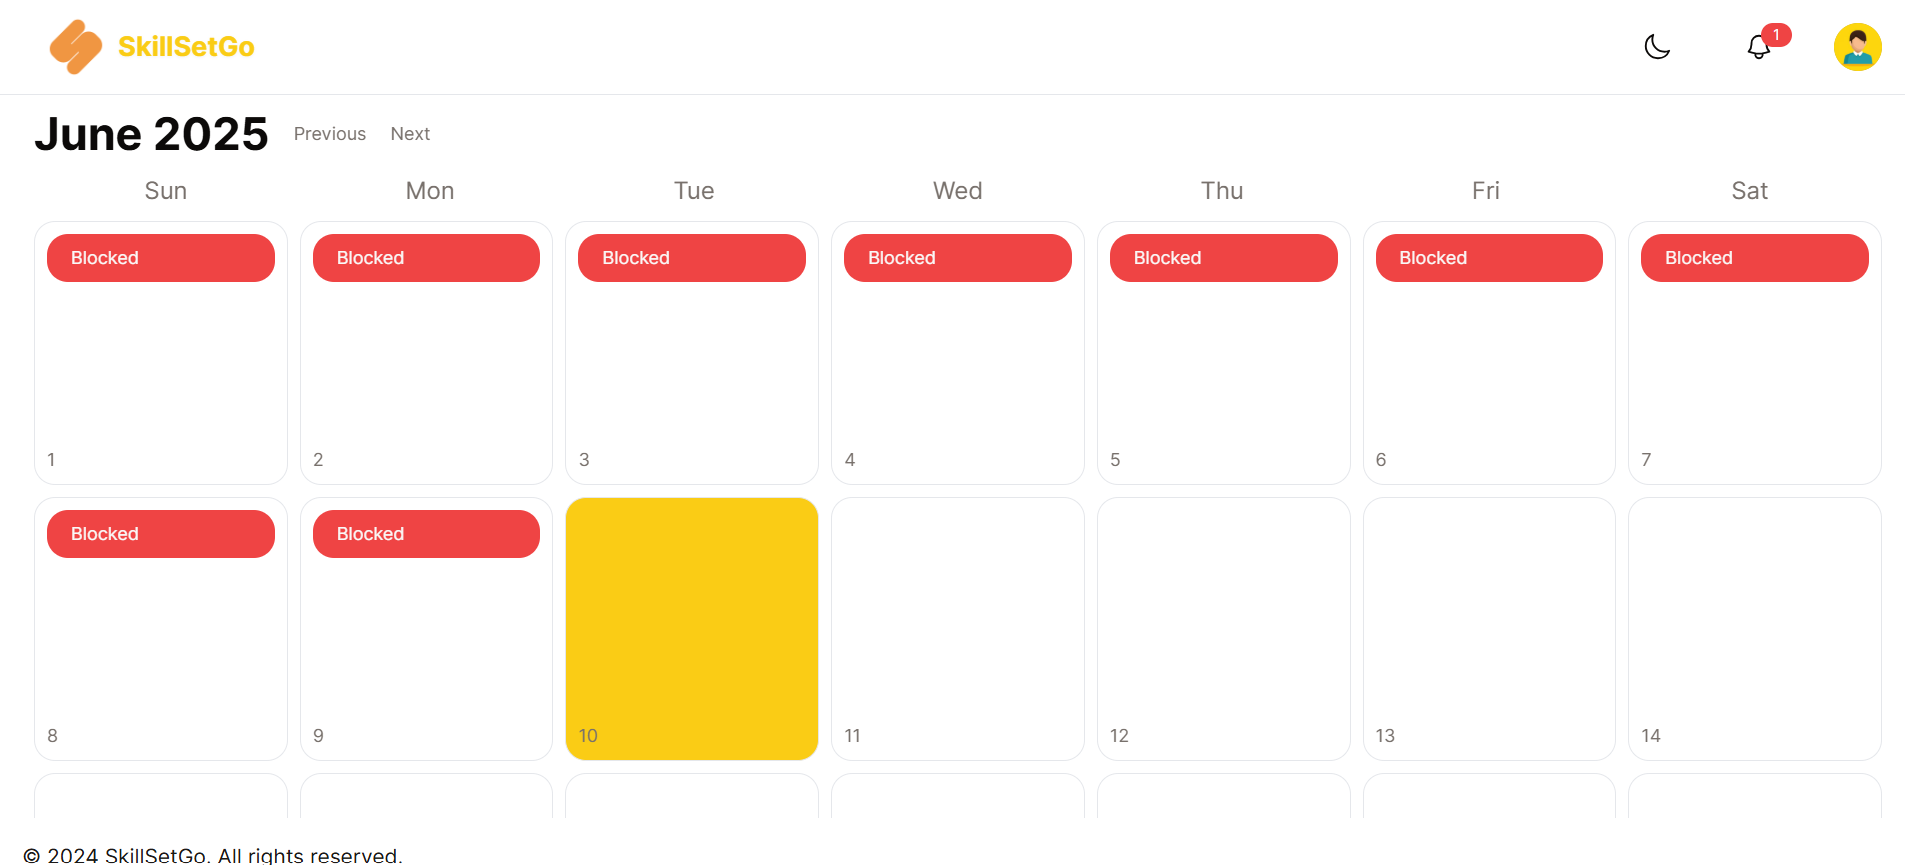 SkillSetGo
1
June 2025 Previous Next
Sun Mon Tue Wed Thu Fri Sat
Blocked Blocked Blocked Blocked Blocked Blocked Blocked
1 2 3 4 5 6 7
Blocked Blocked
8 9 10 11 12 13 14
© 2024 SkillSetGo. All rights reserved.